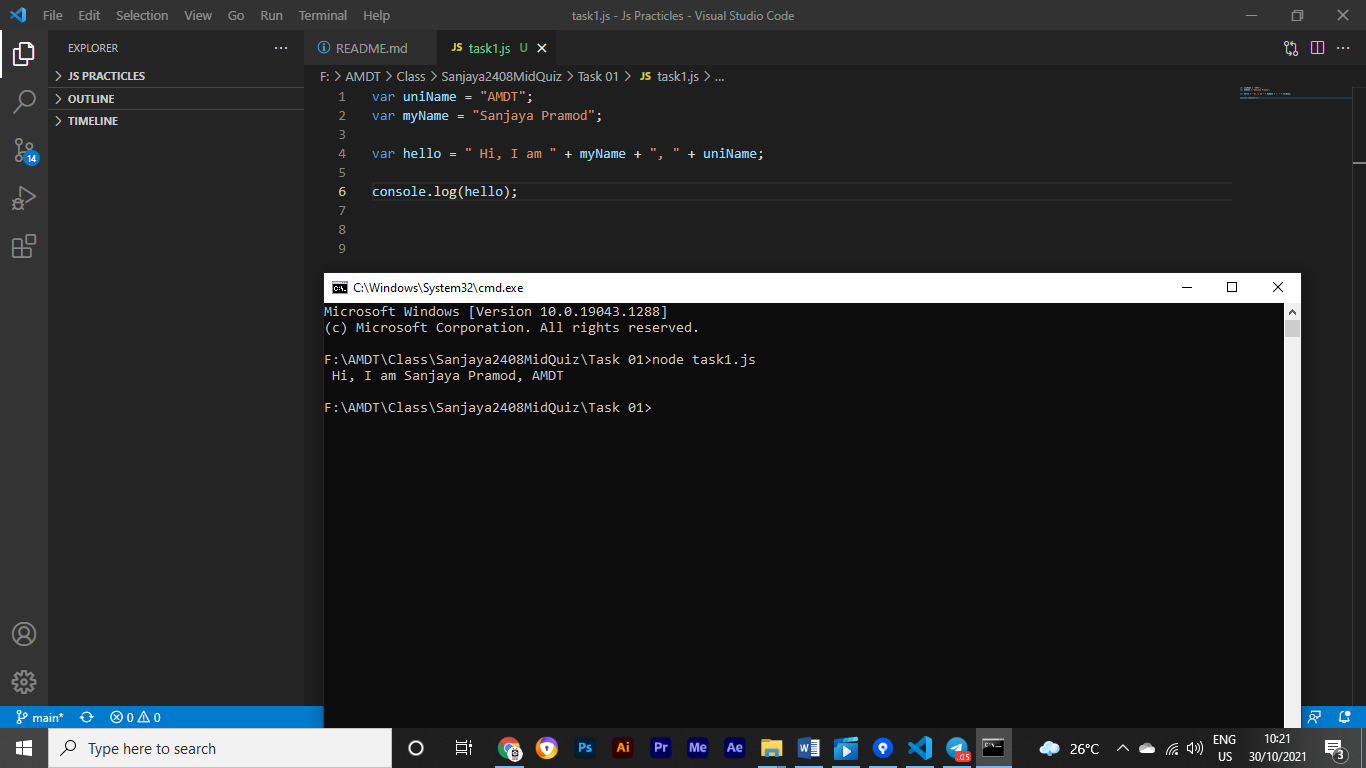 File Edit Selection View Go Run Terminal Help task1.js - Js Practicles - Visual Studio Code
EXPLORER ··· README.md JS task1.js U
JS PRACTICLES
OUTLINE
TIMELINE
F: > AMDT > Class > Sanjaya2408MidQuiz > Task 01 > JS task1.js > ...
1 var uniName = "AMDT";
2 var myName = "Sanjaya Pramod";
3
4 var hello = " Hi, I am " + myName + ", " + uniName;
5
6 console.log(hello);
7
8
9
14
C:\Windows\System32\cmd.exe
Microsoft Windows [Version 10.0.19043.1288]
(c) Microsoft Corporation. All rights reserved.
F:\AMDT\Class\Sanjaya2408MidQuiz\Task 01>node task1.js
 Hi, I am Sanjaya Pramod, AMDT
F:\AMDT\Class\Sanjaya2408MidQuiz\Task 01>
main* 0 0
Type here to search
Ps Ai Pr Me Ae
.05
26°C
ENG
US
10:21
30/10/2021
3